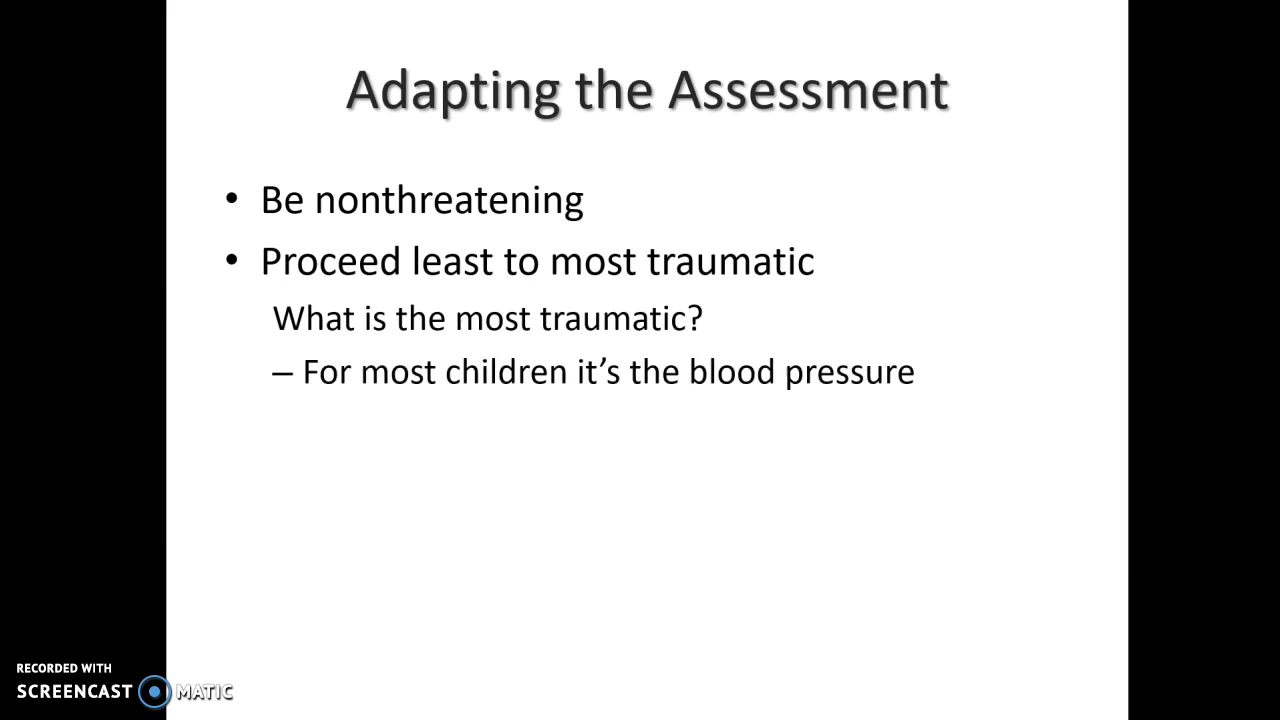 Adapting the Assessment
• Be nonthreatening
• Proceed least to most traumatic
What is the most traumatic?
– For most children it’s the blood pressure
RECORDED WITH
SCREENCAST MATIC